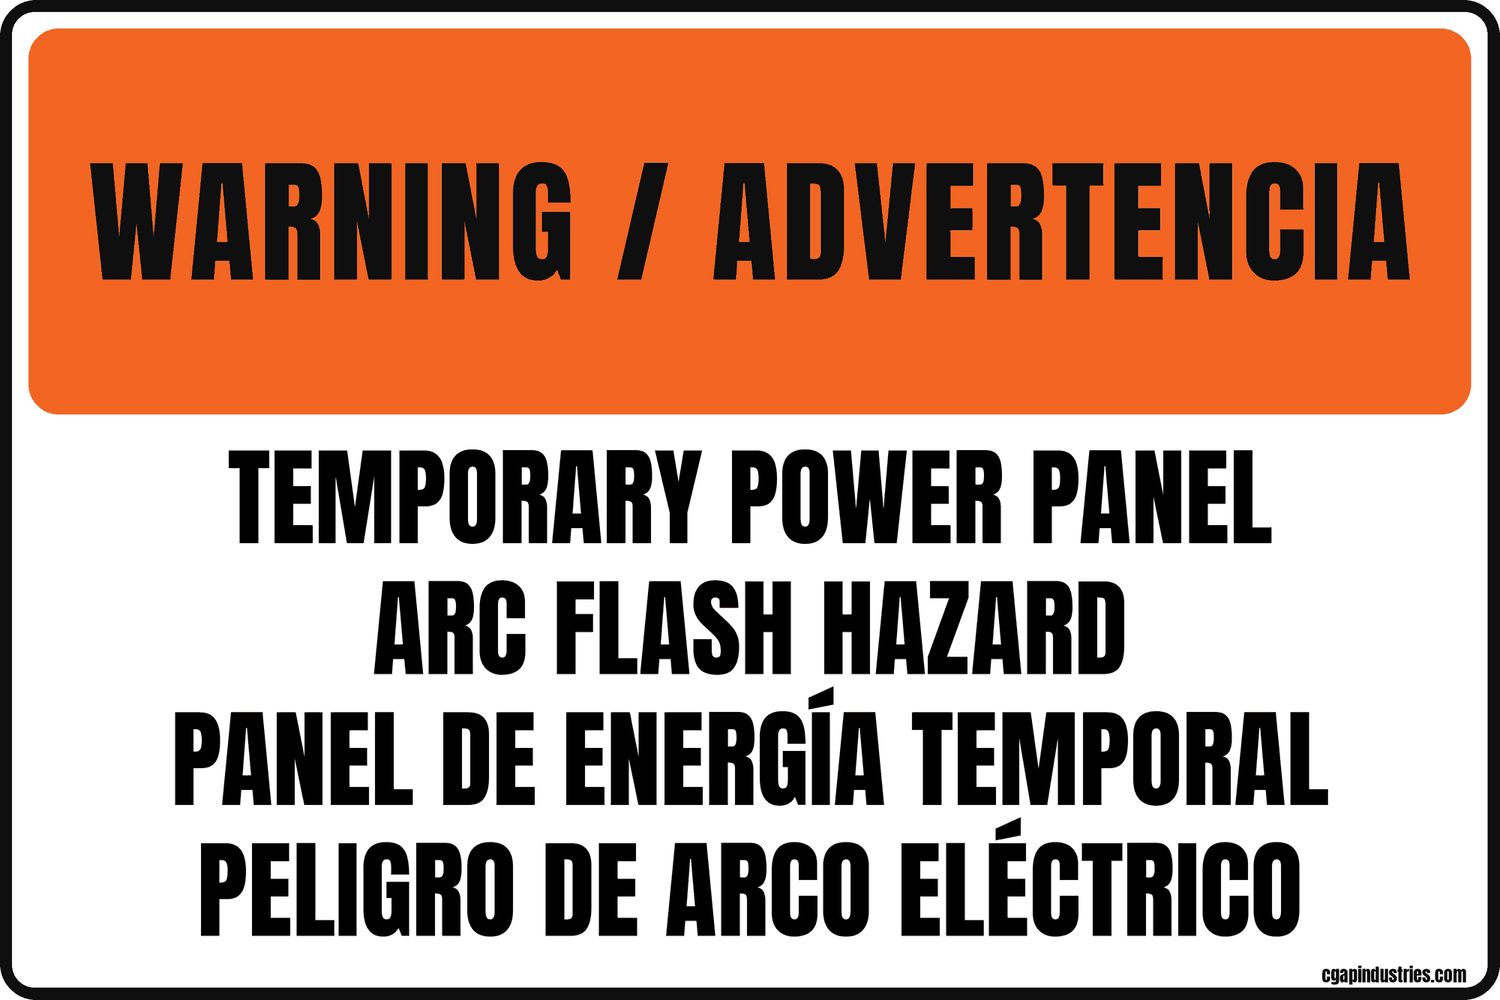 WARNING / ADVERTENCIA
TEMPORARY POWER PANEL
ARC FLASH HAZARD
PANEL DE ENERGÍA TEMPORAL
PELIGRO DE ARCO ELÉCTRICO
cgapindustries.com